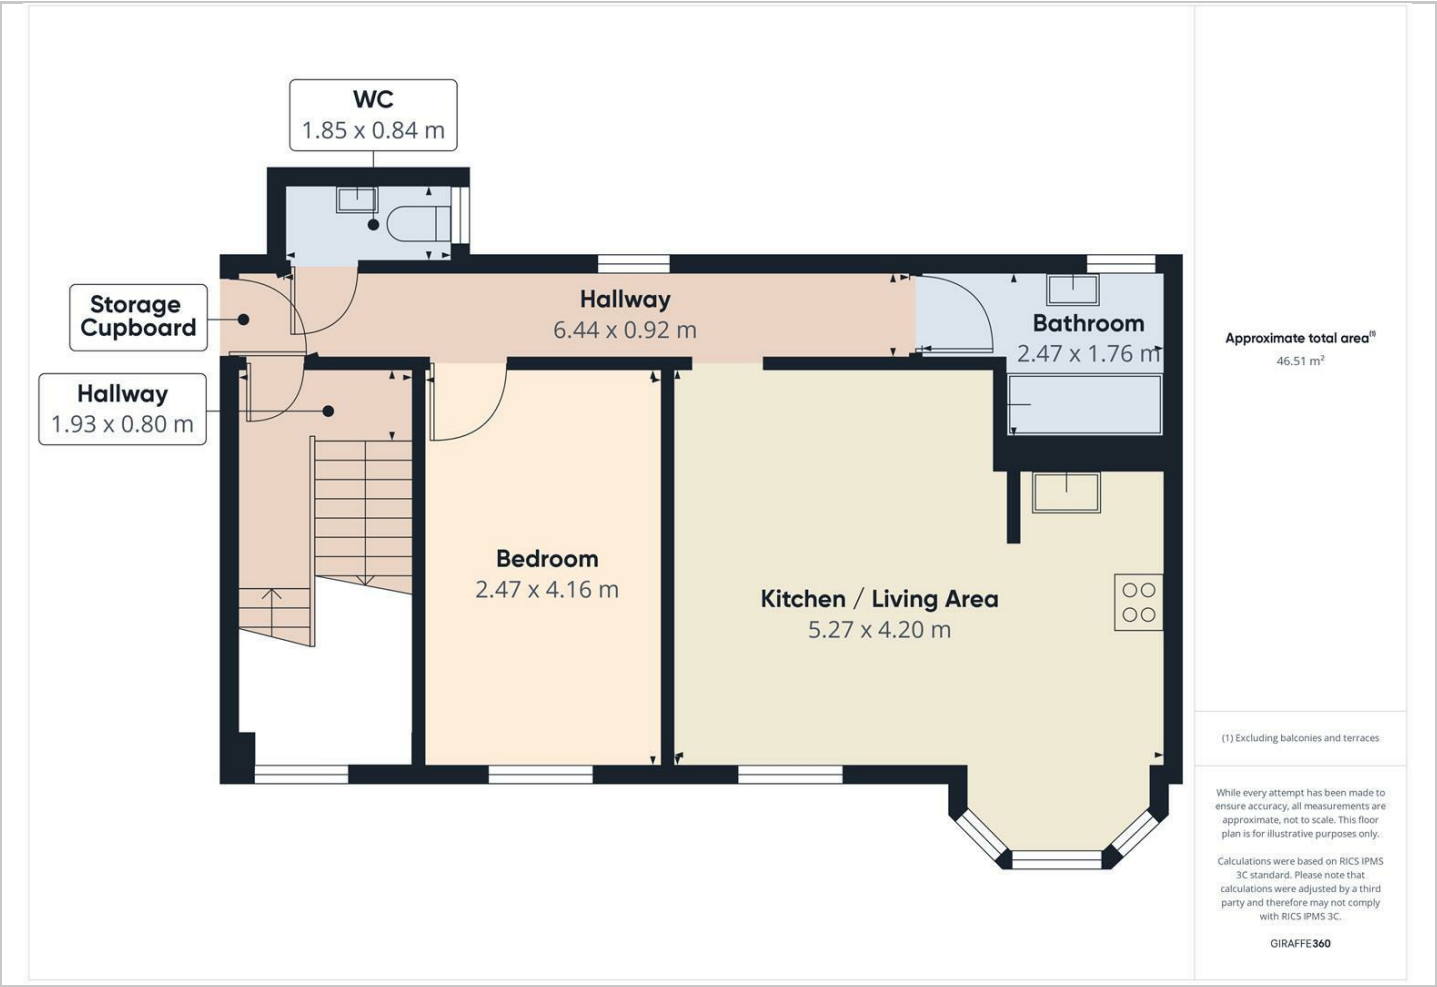 WC
1.85 x 0.84 m
Storage
Cupboard
Hallway
6.44 x 0.92 m
Bathroom
2.47 x 1.76 m
Hallway
1.93 x 0.80 m
Bedroom
2.47 x 4.16 m
Kitchen / Living Area
5.27 x 4.20 m
Approximate total area(1)
46.51 m²
(1) Excluding balconies and terraces
While every attempt has been made to
ensure accuracy, all measurements are
approximate, not to scale. This floor
plan is for illustrative purposes only.
Calculations were based on RICS IPMS
3C standard. Please note that
calculations were adjusted by a third
party and therefore may not comply
with RICS IPMS 3C.
GIRAFFE360